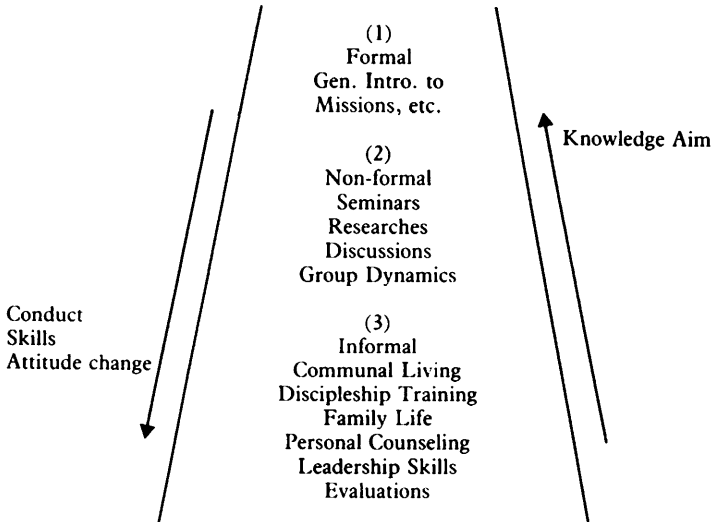 (1)
Formal
Gen. Intro. to
Missions, etc.
Knowledge Aim
(2)
Non-formal
Seminars
Researches
Discussions
Group Dynamics
Conduct
Skills
Attitude change
(3)
Informal
Communal Living
Discipleship Training
Family Life
Personal Counseling
Leadership Skills
Evaluations